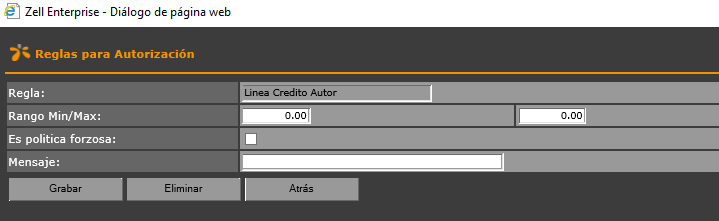 Zell Enterprise - Diálogo de página web
Reglas para Autorización
Regla: Linea Credito Autor
Rango Min/Max: 0.00 0.00
Es politica forzosa:
Mensaje:
Grabar Eliminar Atrás